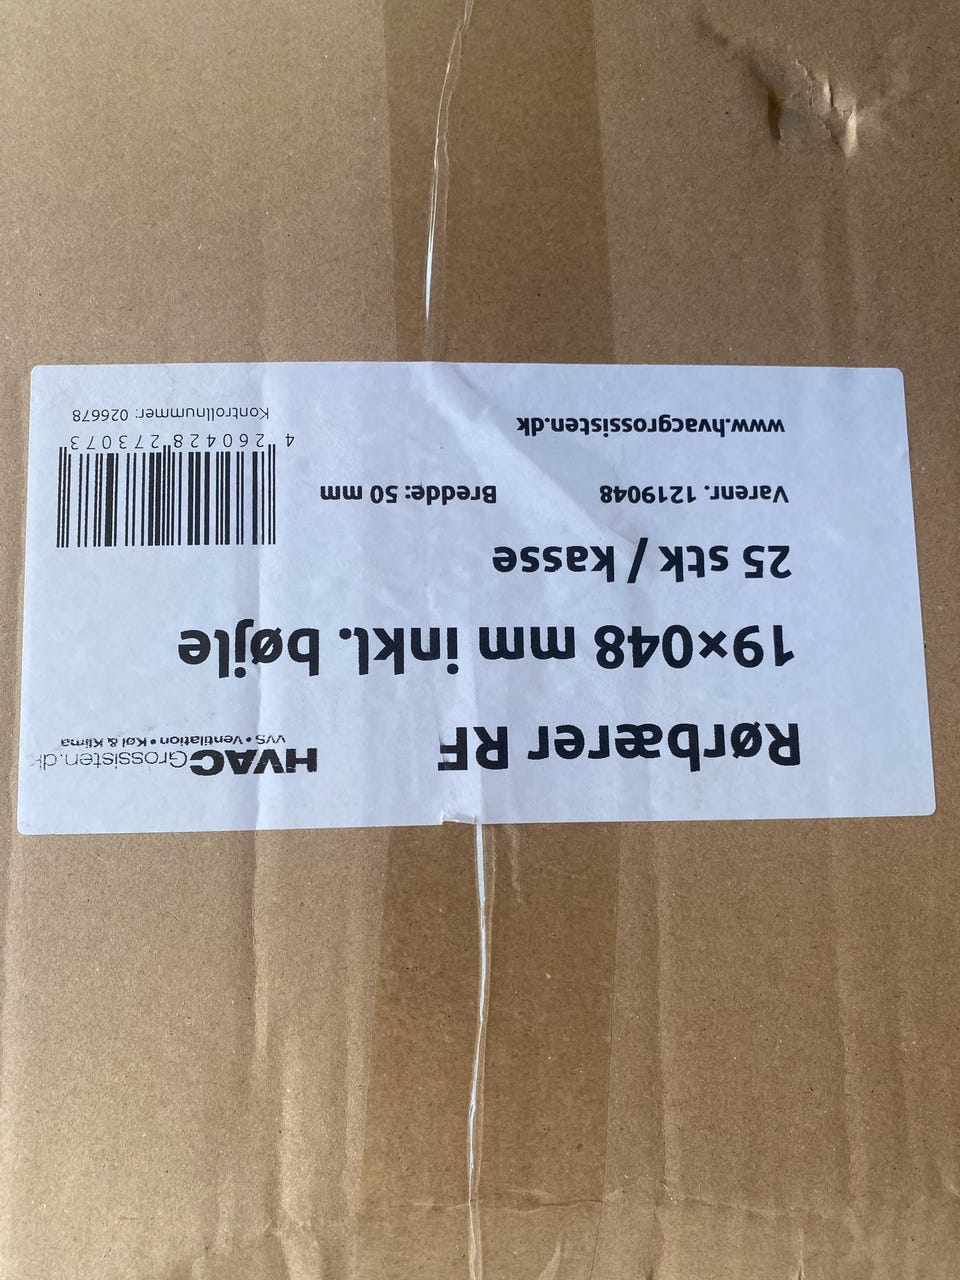 Rørbærer RF
HVACGrossisten.dk
VVS • Ventilation • Køl & Klima
19×048 mm inkl. bøjle
25 stk / kasse
Varenr. 1219048
Bredde: 50 mm
www.hvacgrossisten.dk
4 260428 273073
Kontrollnummer: 026678